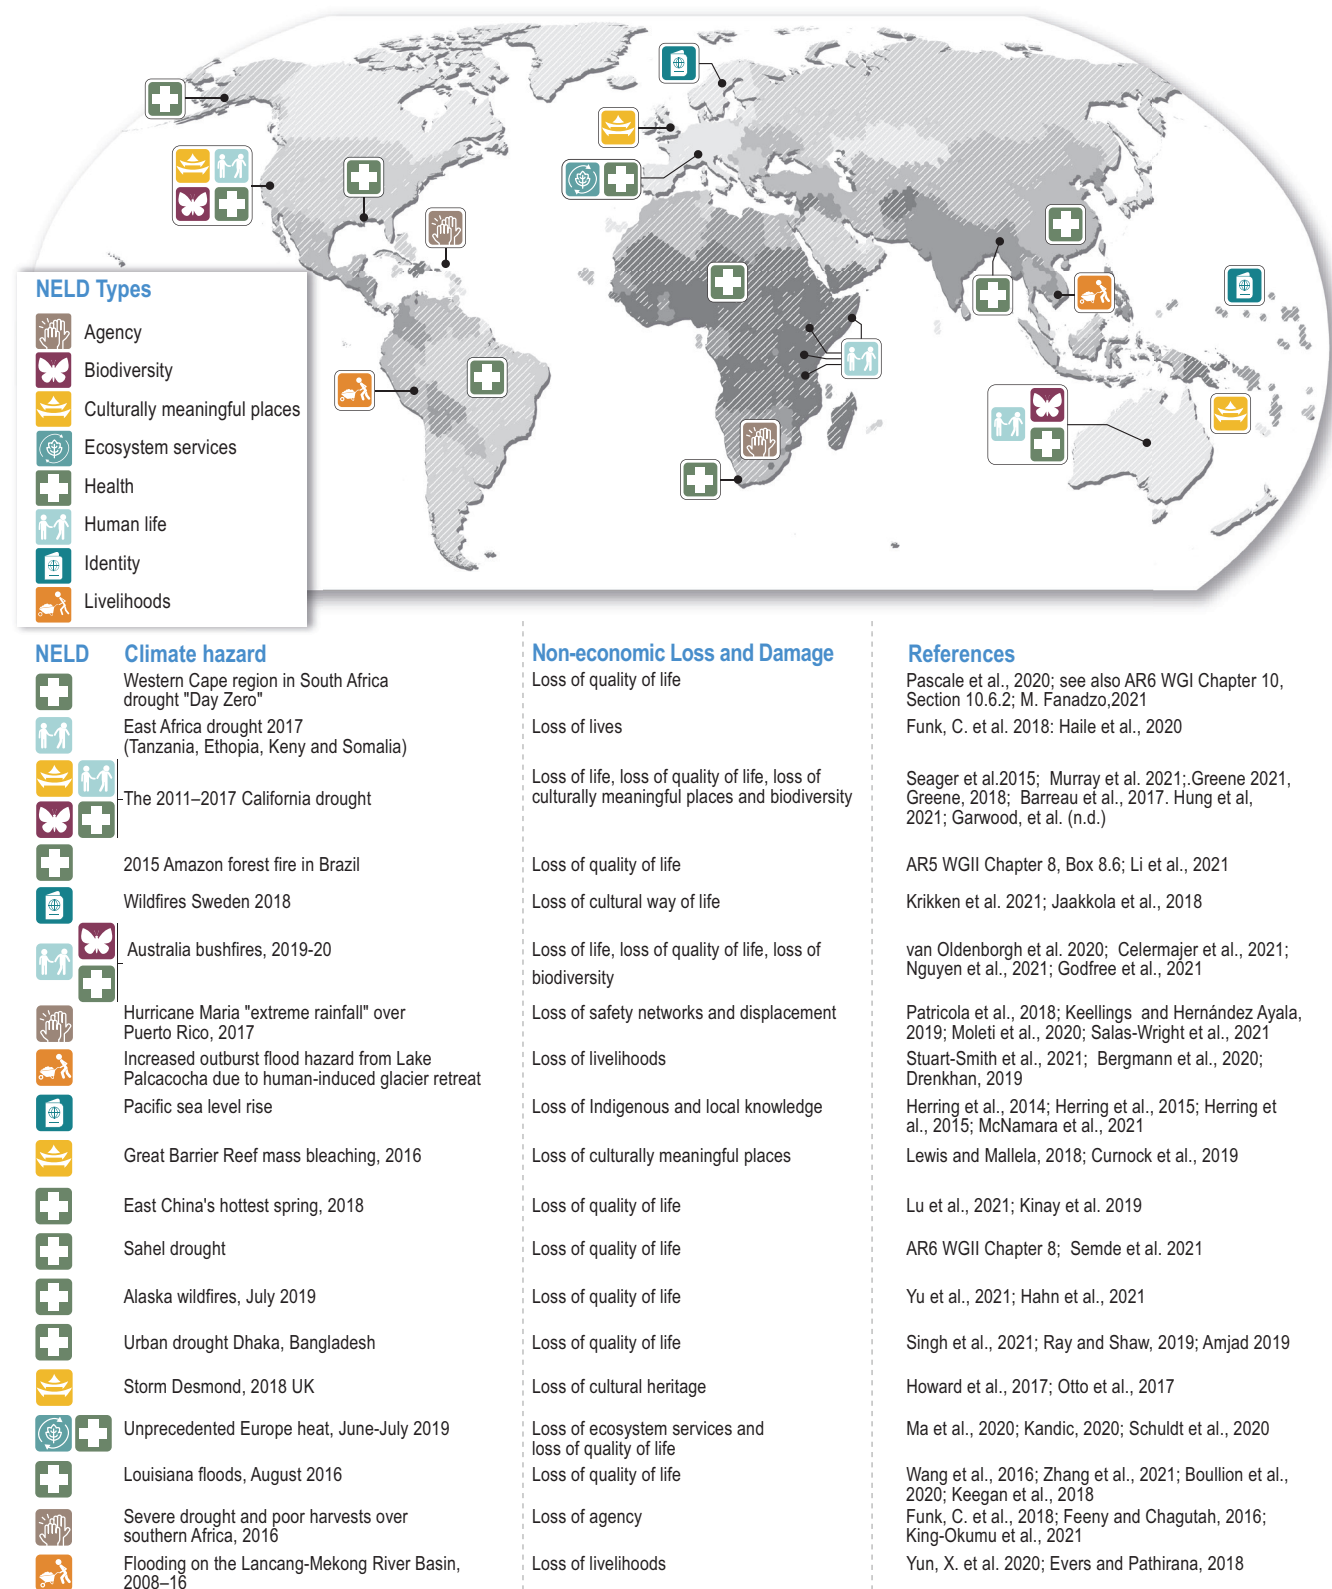 NELD Types
Agency
Biodiversity
Culturally meaningful places
Ecosystem services
Health
Human life
Identity
Livelihoods
NELD Climate hazard Non-economic Loss and Damage References
Western Cape region in South Africa Loss of quality of life Pascale et al., 2020; see also AR6 WGI Chapter 10,
drought "Day Zero" Section 10.6.2; M. Fanadzo,2021
East Africa drought 2017 Loss of lives Funk, C. et al. 2018: Haile et al., 2020
(Tanzania, Ethopia, Keny and Somalia)
The 2011–2017 California drought Loss of life, loss of quality of life, loss of Seager et al.2015; Murray et al. 2021;.Greene 2021,
culturally meaningful places and biodiversity Greene, 2018; Barreau et al., 2017. Hung et al,
2021; Garwood, et al. (n.d.)
2015 Amazon forest fire in Brazil Loss of quality of life AR5 WGII Chapter 8, Box 8.6; Li et al., 2021
Wildfires Sweden 2018 Loss of cultural way of life Krikken et al. 2021; Jaakkola et al., 2018
Australia bushfires, 2019-20 Loss of life, loss of quality of life, loss of van Oldenborgh et al. 2020; Celermajer et al., 2021;
biodiversity Nguyen et al., 2021; Godfree et al., 2021
Hurricane Maria "extreme rainfall" over Loss of safety networks and displacement Patricola et al., 2018; Keellings and Hernández Ayala,
Puerto Rico, 2017 2019; Moleti et al., 2020; Salas-Wright et al., 2021
Increased outburst flood hazard from Lake Loss of livelihoods Stuart-Smith et al., 2021; Bergmann et al., 2020;
Palcacocha due to human-induced glacier retreat Drenkhan, 2019
Pacific sea level rise Loss of Indigenous and local knowledge Herring et al., 2014; Herring et al., 2015; Herring et
al., 2015; McNamara et al., 2021
Great Barrier Reef mass bleaching, 2016 Loss of culturally meaningful places Lewis and Mallela, 2018; Curnock et al., 2019
East China's hottest spring, 2018 Loss of quality of life Lu et al., 2021; Kinay et al. 2019
Sahel drought Loss of quality of life AR6 WGII Chapter 8; Semde et al. 2021
Alaska wildfires, July 2019 Loss of quality of life Yu et al., 2021; Hahn et al., 2021
Urban drought Dhaka, Bangladesh Loss of quality of life Singh et al., 2021; Ray and Shaw, 2019; Amjad 2019
Storm Desmond, 2018 UK Loss of cultural heritage Howard et al., 2017; Otto et al., 2017
Unprecedented Europe heat, June-July 2019 Loss of ecosystem services and Ma et al., 2020; Kandic, 2020; Schuldt et al., 2020
loss of quality of life
Louisiana floods, August 2016 Loss of quality of life Wang et al., 2016; Zhang et al., 2021; Boullion et al.,
2020; Keegan et al., 2018
Severe drought and poor harvests over Loss of agency Funk, C. et al., 2018; Feeny and Chagutah, 2016;
southern Africa, 2016 King-Okumu et al., 2021
Flooding on the Lancang-Mekong River Basin, Loss of livelihoods Yun, X. et al. 2020; Evers and Pathirana, 2018
2008–16